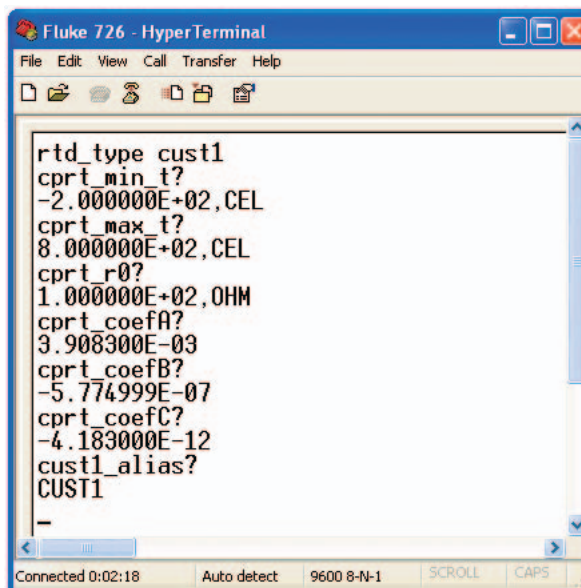 Fluke 726 - HyperTerminal
File Edit View Call Transfer Help
rtd_type cust1
cprt_min_t?
-2.000000E+02,CEL
cprt_max_t?
8.000000E+02,CEL
cprt_r0?
1.000000E+02,OHM
cprt_coefA?
3.908300E-03
cprt_coefB?
-5.774999E-07
cprt_coefC?
-4.183000E-12
cust1_alias?
CUST1
_
Connected 0:02:18 Auto detect 9600 8-N-1 SCROLL CAPS